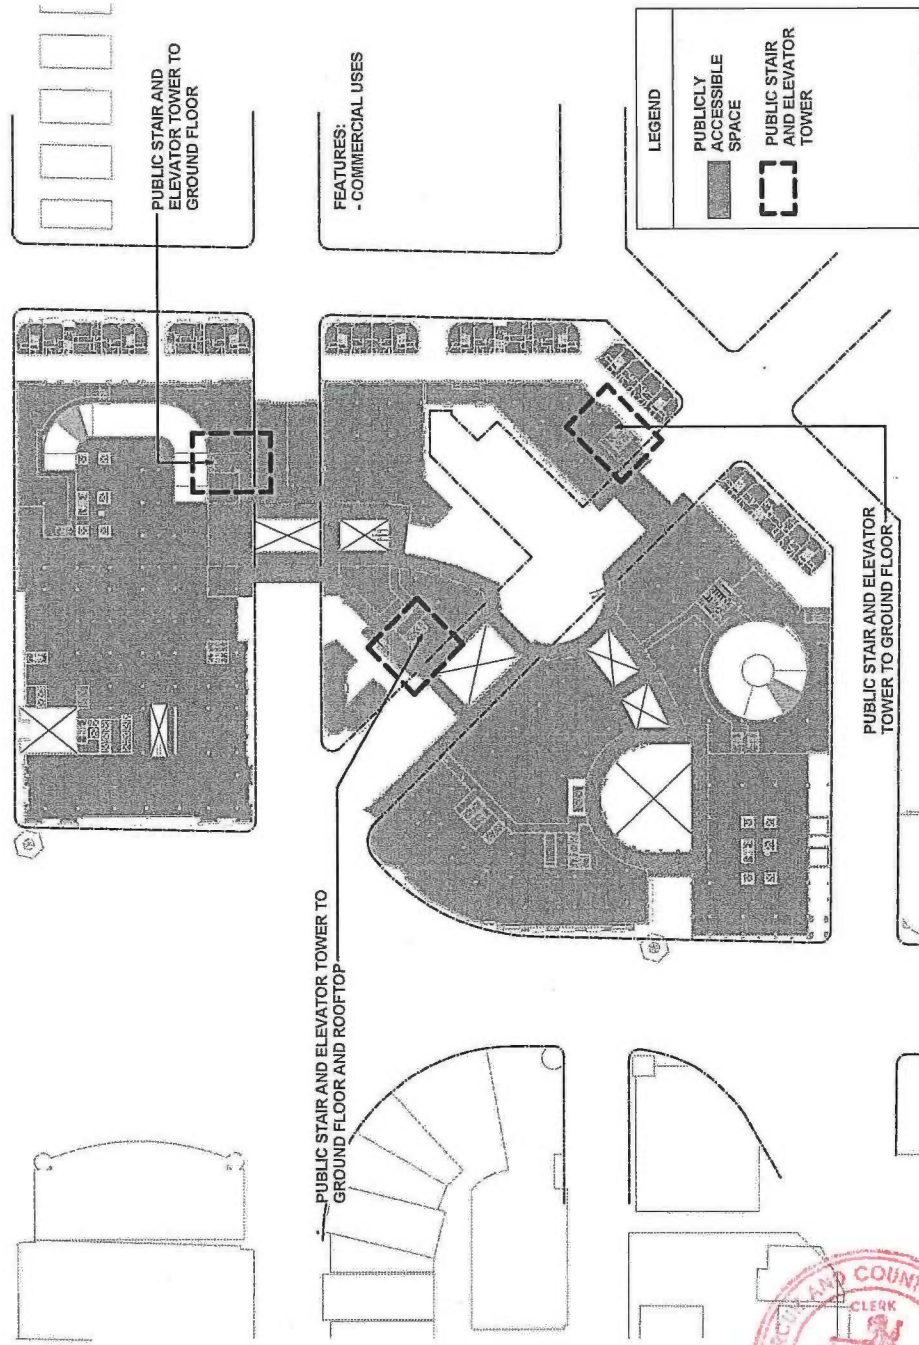 PUBLIC STAIR AND
ELEVATOR TOWER TO
GROUND FLOOR
FEATURES:
- COMMERCIAL USES
LEGEND
PUBLICLY
ACCESSIBLE
SPACE
PUBLIC STAIR
AND ELEVATOR
TOWER
PUBLIC STAIR AND ELEVATOR TOWER TO
GROUND FLOOR AND ROOFTOP
PUBLIC STAIR AND ELEVATOR
TOWER TO GROUND FLOOR
AND COUN
CLERK